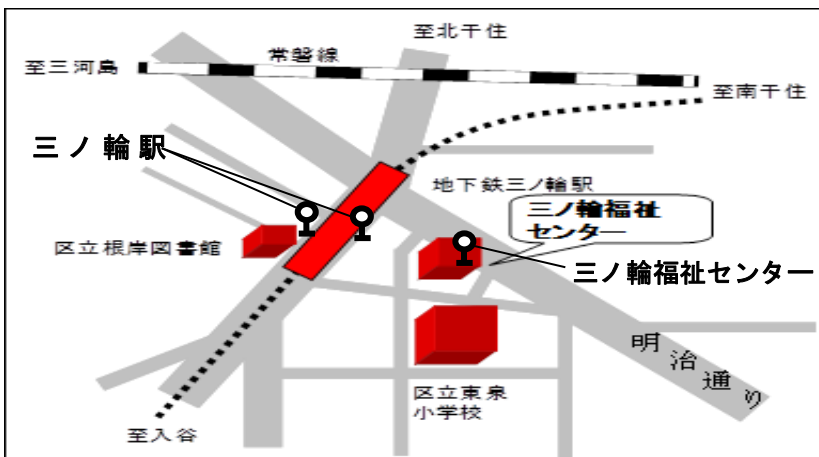 至北千住
常磐線
至三河島
至南千住
三ノ輪駅
地下鉄三ノ輪駅
三ノ輪福祉
センター
区立根岸図書館
三ノ輪福祉センター
明治通り
区立東泉
小学校
至入谷